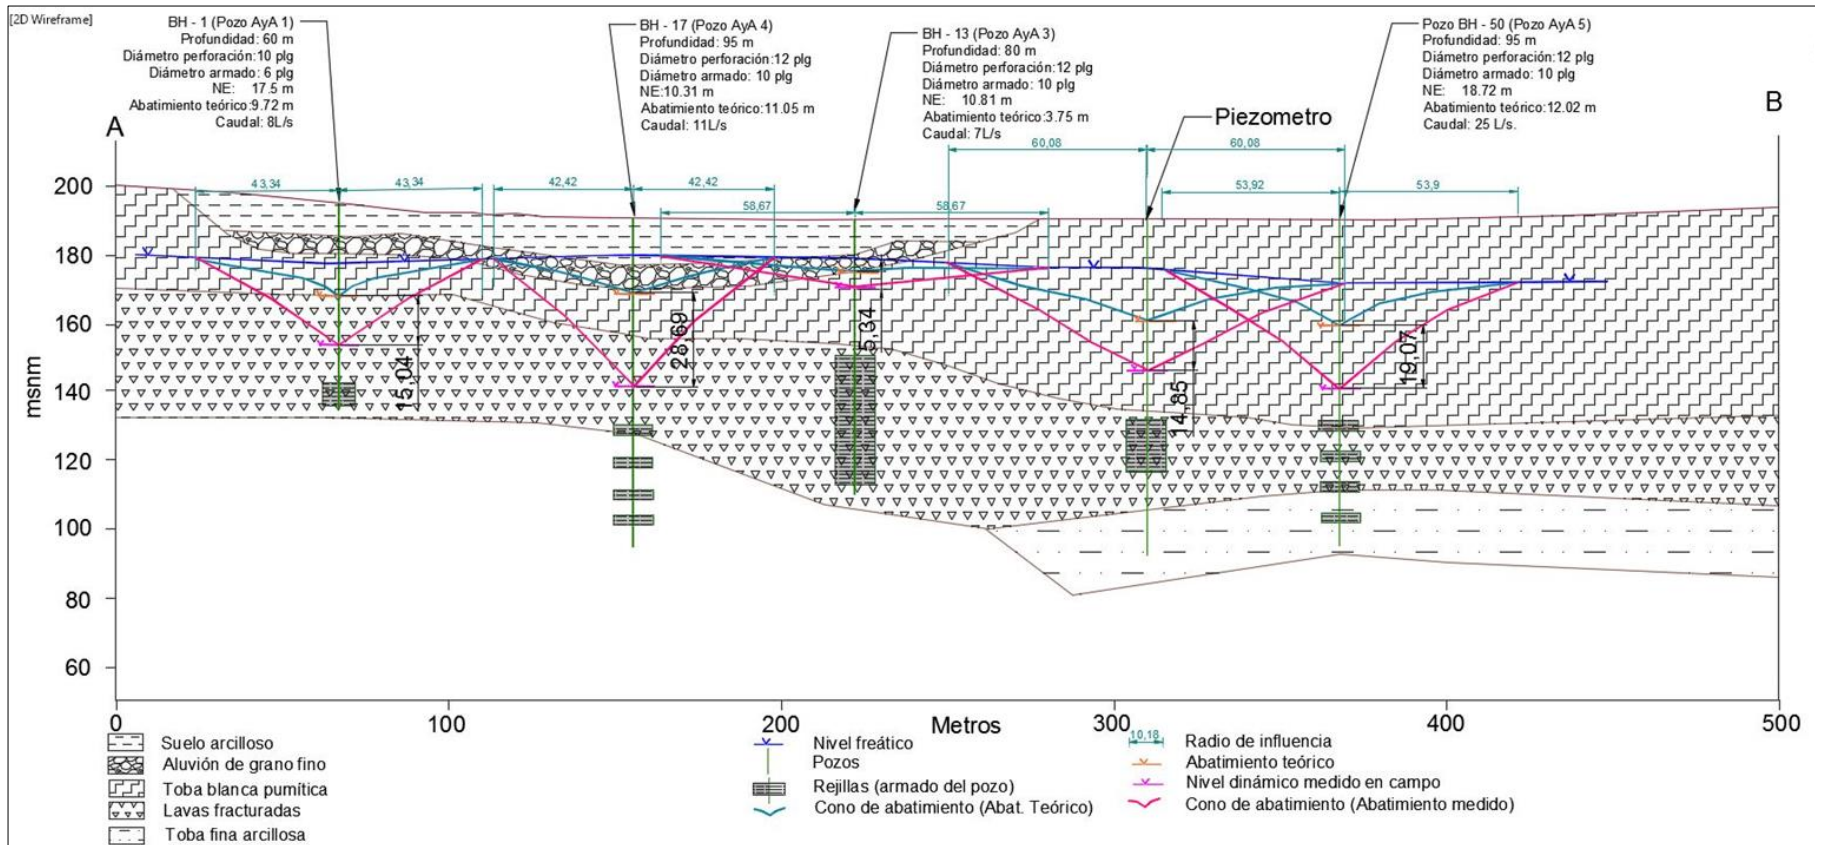 [2D Wireframe]
BH - 1 (Pozo AyA 1)
Profundidad: 60 m
Diámetro perforación:10 plg
Diámetro armado: 6 plg
NE: 17.5 m
Abatimiento teórico:9.72 m
Caudal: 8L/s
BH - 17 (Pozo AyA 4)
Profundidad: 95 m
Diámetro perforación:12 plg
Diámetro armado: 10 plg
NE:10.31 m
Abatimiento teórico:11.05 m
Caudal: 11L/s
BH - 13 (Pozo AyA 3)
Profundidad: 80 m
Diámetro perforación:12 plg
Diámetro armado: 10 plg
NE: 10.81 m
Abatimiento teórico:3.75 m
Caudal: 7L/s
Pozo BH - 50 (Pozo AyA 5)
Profundidad: 95 m
Diámetro perforación:12 plg
Diámetro armado: 10 plg
NE: 18.72 m
Abatimiento teórico:12.02 m
Caudal: 25 L/s.
A
B
Piezometro
60,08
60,08
43,34
43,34
42,42
42,42
53,92
53,9
58,67
58,67
15,04
28,69
5,34
14,85
19,07
msnm
200
180
160
140
120
100
80
60
0
100
200
Metros
300
400
500
Suelo arcilloso
Aluvión de grano fino
Toba blanca pumítica
Lavas fracturadas
Toba fina arcillosa
Nivel freático
Pozos
Rejillas (armado del pozo)
Cono de abatimiento (Abat. Teórico)
10,18
Radio de influencia
Abatimiento teórico
Nivel dinámico medido en campo
Cono de abatimiento (Abatimiento medido)